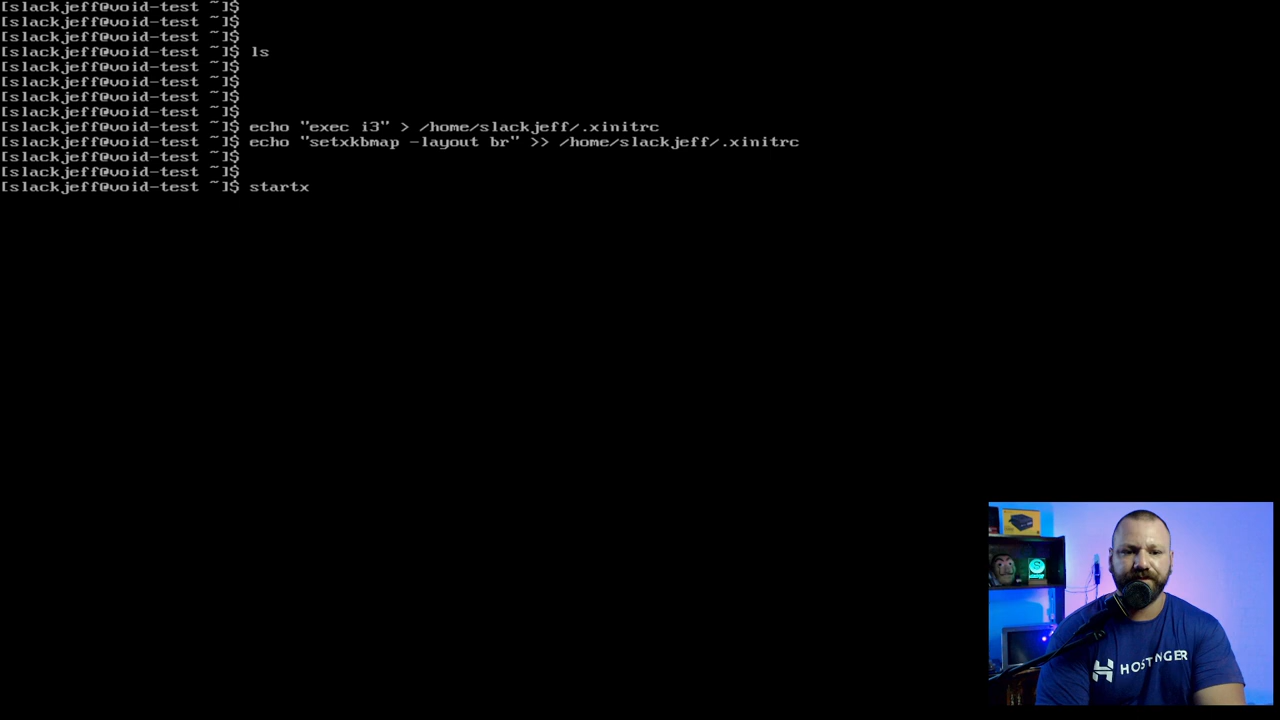 [slackjeff@void-test ~]$
[slackjeff@void-test ~]$
[slackjeff@void-test ~]$
[slackjeff@void-test ~]$ ls
[slackjeff@void-test ~]$
[slackjeff@void-test ~]$
[slackjeff@void-test ~]$
[slackjeff@void-test ~]$
[slackjeff@void-test ~]$ echo "exec i3" > /home/slackjeff/.xinitrc
[slackjeff@void-test ~]$ echo "setxkbmap -layout br" >> /home/slackjeff/.xinitrc
[slackjeff@void-test ~]$
[slackjeff@void-test ~]$
[slackjeff@void-test ~]$ startx
HOSTINGER